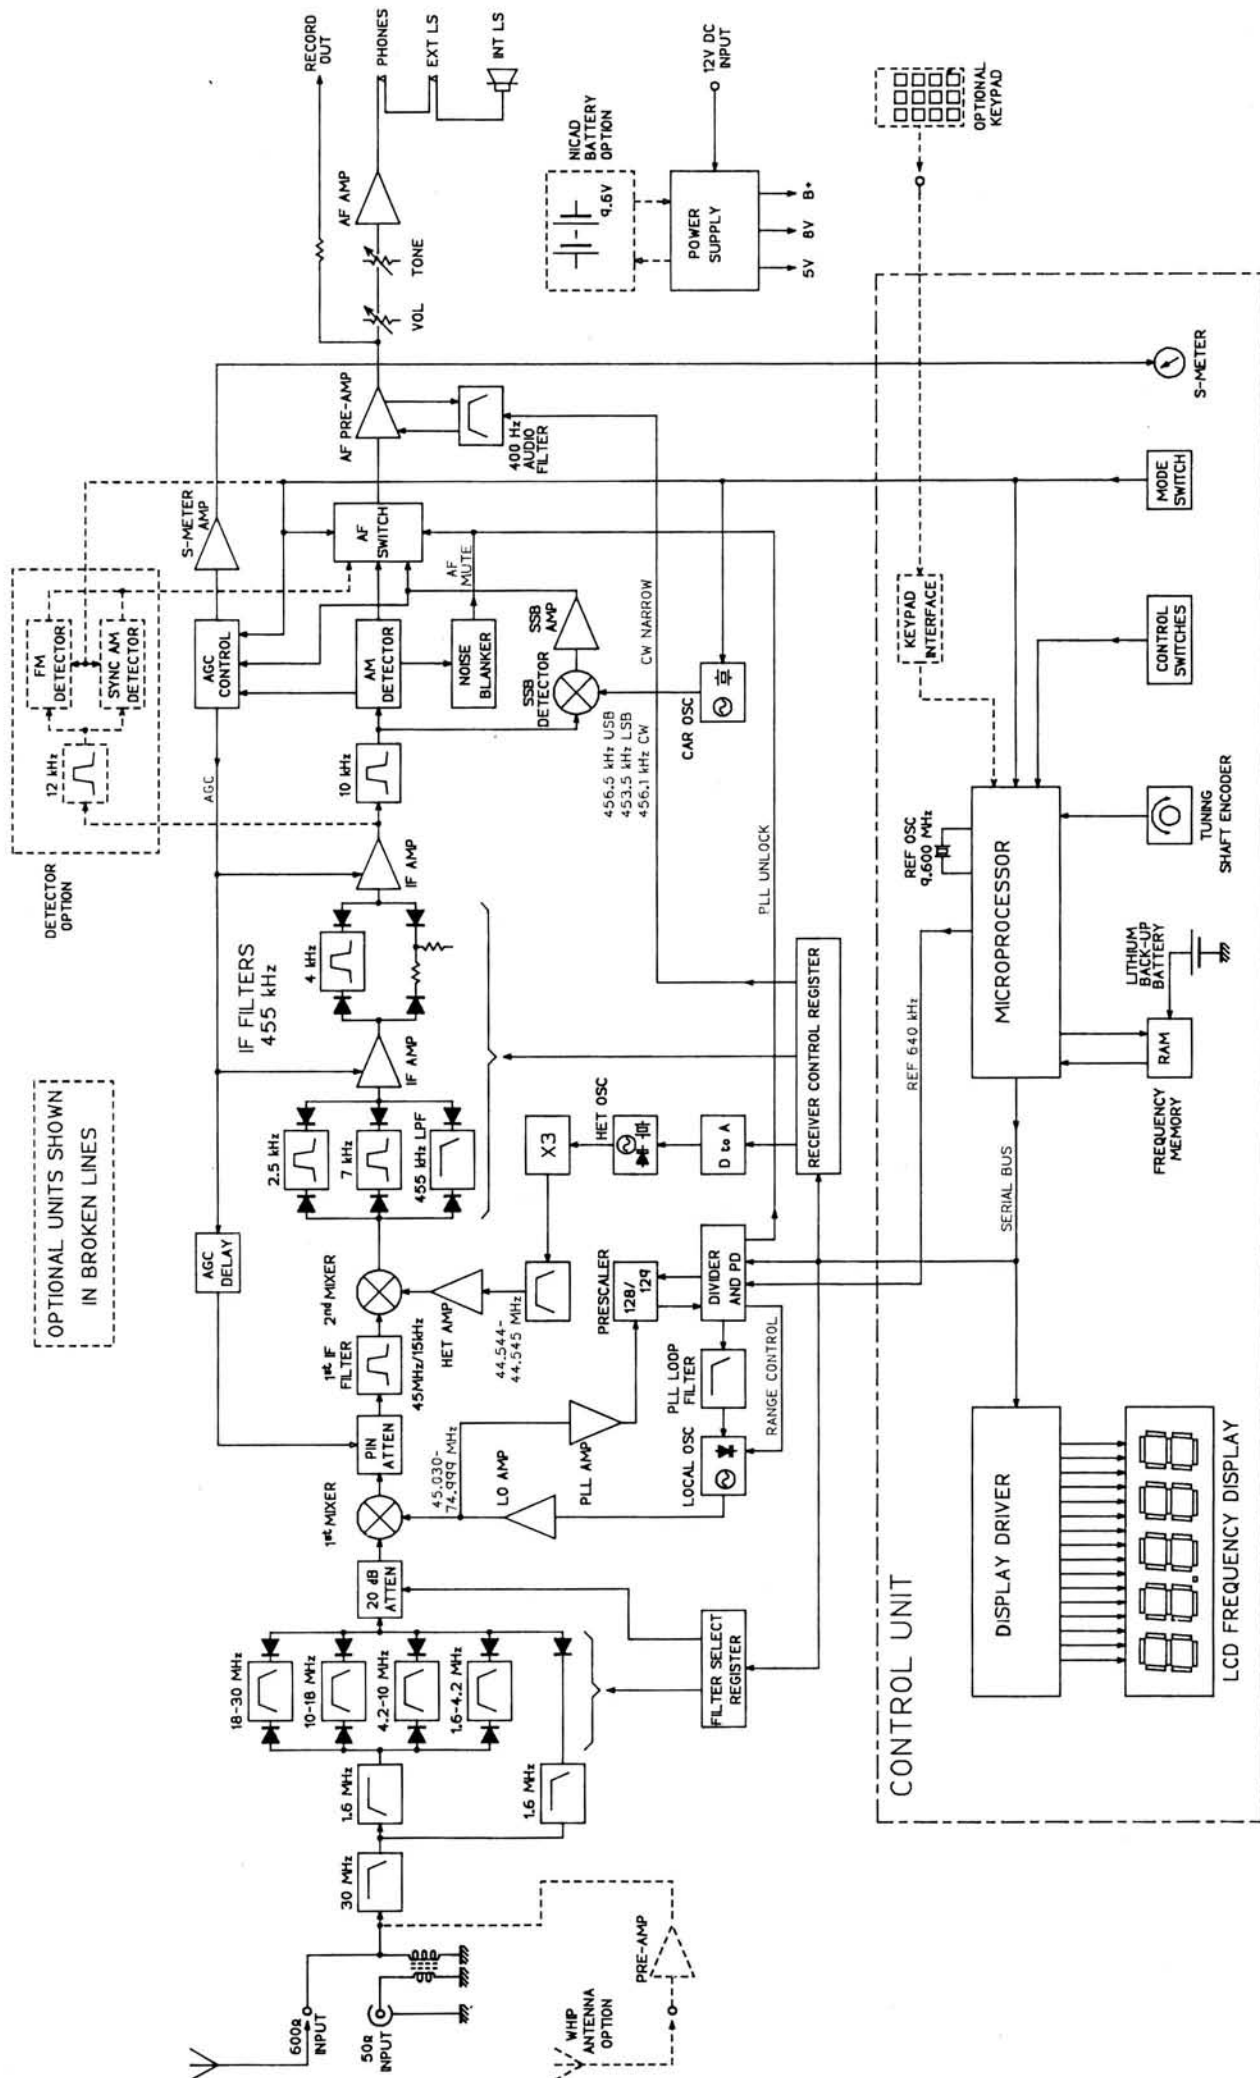 OPTIONAL UNITS SHOWN
IN BROKEN LINES
600Ω
INPUT
50Ω
INPUT
WHIP
ANTENNA
OPTION
PRE-AMP
30 MHz
1.6 MHz
1.6 MHz
18-30 MHz
10-18 MHz
4.2-10 MHz
1.6-4.2 MHz
20 dB
ATTEN
FILTER SELECT
REGISTER
1st MIXER
45.030-
74.999 MHz
LO AMP
PLL AMP
LOCAL OSC
PIN
ATTEN
1st IF
FILTER
45MHz/15kHz
2nd MIXER
HET AMP
44.544-
44.545 MHz
PRESCALER
128/
129
DIVIDER
AND PD
PLL LOOP
FILTER
RANGE CONTROL
AGC
DELAY
X3
HET OSC
D to A
RECEIVER CONTROL REGISTER
2.5 kHz
7 kHz
455 kHz LPF
IF AMP
IF FILTERS
455 kHz
4 kHz
IF AMP
DETECTOR
OPTION
12 kHz
FM
DETECTOR
SYNC AM
DETECTOR
AGC
AGC
CONTROL
S-METER
AMP
10 kHz
AM
DETECTOR
NOISE
BLANKER
AF
MUTE
SSB
DETECTOR
SSB
AMP
456.5 kHz USB
453.5 kHz LSB
456.1 kHz CW
CAR OSC
CW NARROW
PLL UNLOCK
AF
SWITCH
AF PRE-AMP
400 Hz
AUDIO
FILTER
VOL
TONE
AF AMP
RECORD
OUT
PHONES
EXT LS
INT LS
NICAD
BATTERY
OPTION
9.6V
POWER
SUPPLY
12V DC
INPUT
5V
8V
B+
OPTIONAL
KEYPAD
CONTROL UNIT
DISPLAY DRIVER
LCD FREQUENCY DISPLAY
SERIAL BUS
REF 640 kHz
REF OSC
9.600 MHz
MICROPROCESSOR
FREQUENCY
MEMORY
RAM
LITHIUM
BACK-UP
BATTERY
TUNING
SHAFT ENCODER
KEYPAD
INTERFACE
CONTROL
SWITCHES
MODE
SWITCH
S-METER